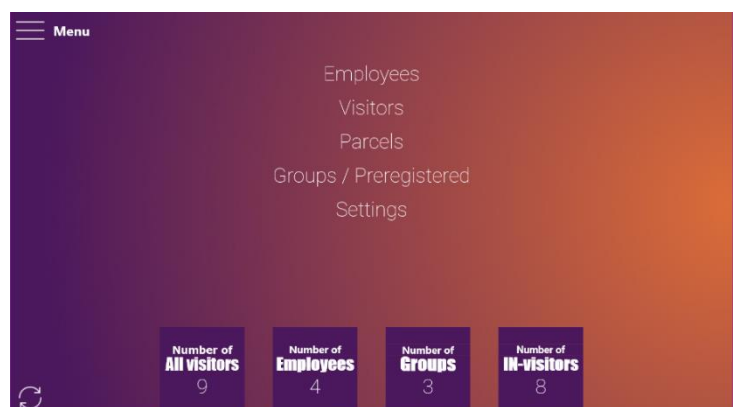 Menu
Employees
Visitors
Parcels
Groups / Preregistered
Settings
Number of
All visitors
9
Number of
Employees
4
Number of
Groups
3
Number of
IN-visitors
8